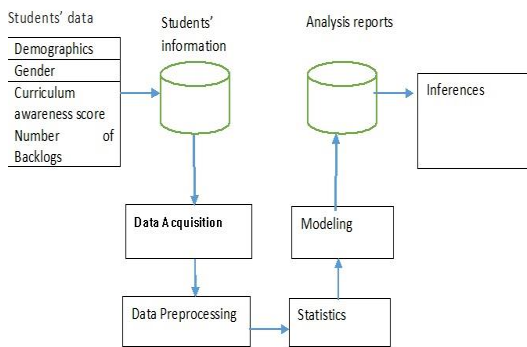 Students' data
Demographics
Gender
Curriculum
awareness score
Number of
Backlogs
Students'
information
Analysis reports
Inferences
Data Acquisition
Modeling
Data Preprocessing
Statistics